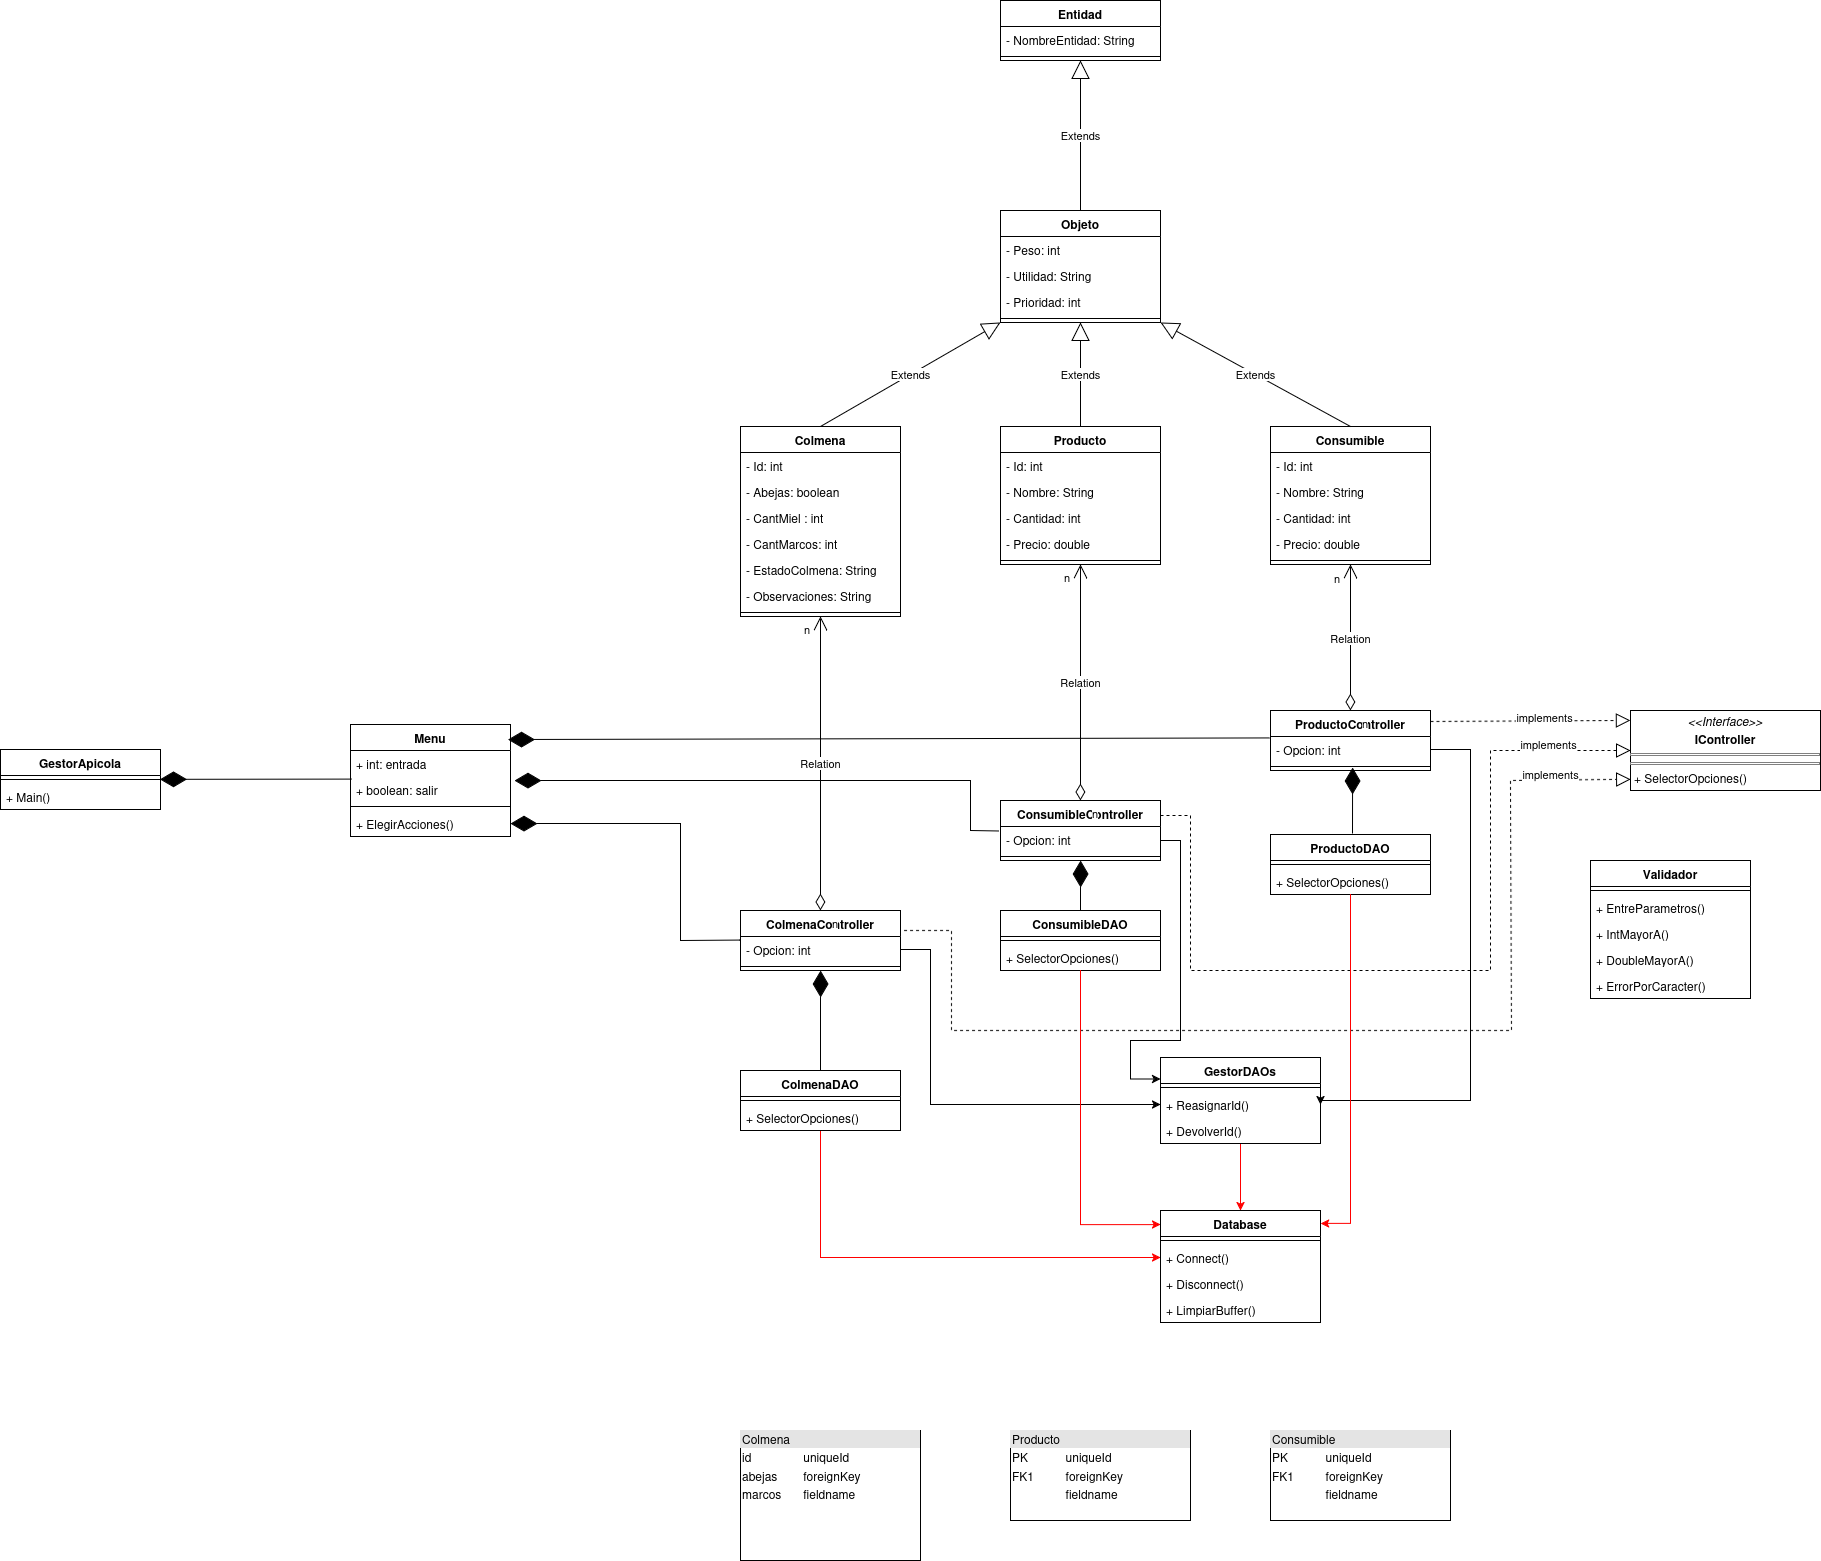 Entidad
- NombreEntidad: String
Extends
Objeto
- Peso: int
- Utilidad: String
- Prioridad: int
Extends
Extends
Extends
Colmena
- Id: int
- Abejas: boolean
- CantMiel : int
- CantMarcos: int
- EstadoColmena: String
- Observaciones: String
Producto
- Id: int
- Nombre: String
- Cantidad: int
- Precio: double
Consumible
- Id: int
- Nombre: String
- Cantidad: int
- Precio: double
n
n
n
Relation
Relation
Relation
GestorApicola
+ Main()
Menu
+ int: entrada
+ boolean: salir
+ ElegirAcciones()
ProductoController
- Opcion: int
implements
implements
implements
<<Interface>>
IController
+ SelectorOpciones()
ConsumibleController
- Opcion: int
ProductoDAO
+ SelectorOpciones()
Validador
+ EntreParametros()
+ IntMayorA()
+ DoubleMayorA()
+ ErrorPorCaracter()
ColmenaController
- Opcion: int
ConsumibleDAO
+ SelectorOpciones()
ColmenaDAO
+ SelectorOpciones()
GestorDAOs
+ ReasignarId()
+ DevolverId()
Database
+ Connect()
+ Disconnect()
+ LimpiarBuffer()
Colmena
id uniqueId
abejas foreignKey
marcos fieldname
Producto
PK uniqueId
FK1 foreignKey
fieldname
Consumible
PK uniqueId
FK1 foreignKey
fieldname